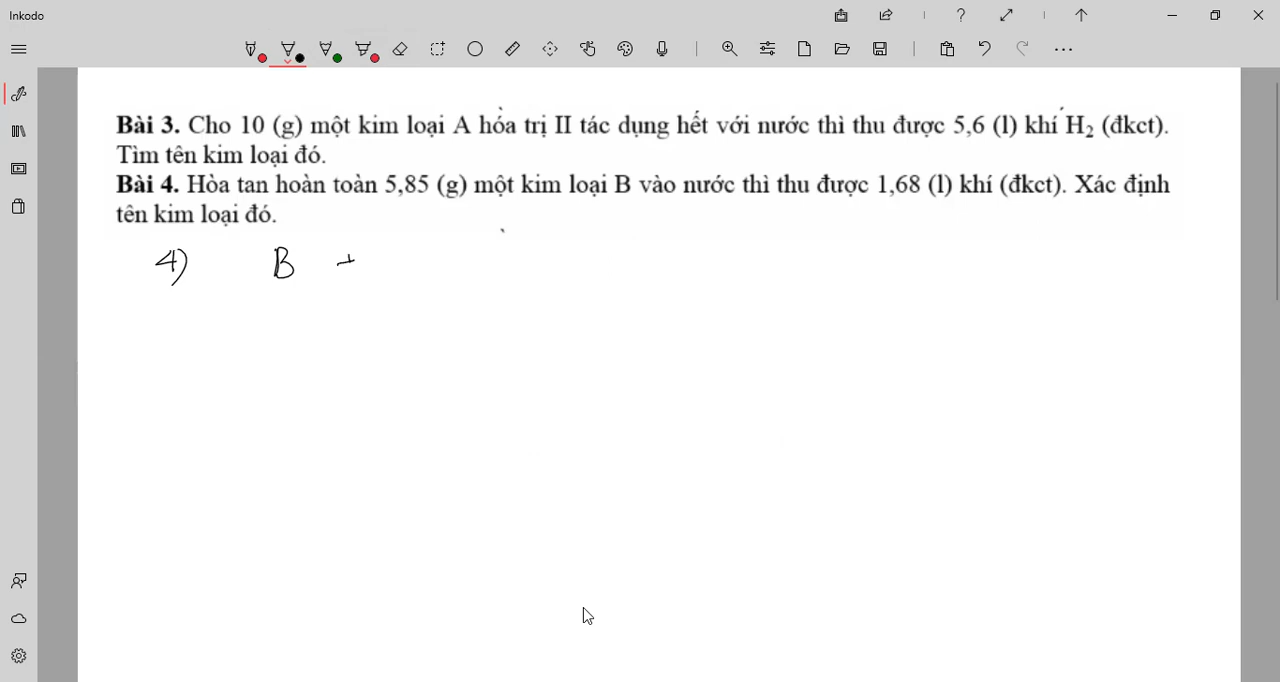 Inkodo
Bài 3. Cho 10 (g) một kim loại A hóa trị II tác dụng hết với nước thì thu được 5,6 (l) khí H₂ (đkct).
Tìm tên kim loại đó.
Bài 4. Hòa tan hoàn toàn 5,85 (g) một kim loại B vào nước thì thu được 1,68 (l) khí (đkct). Xác định
tên kim loại đó.
4) B +